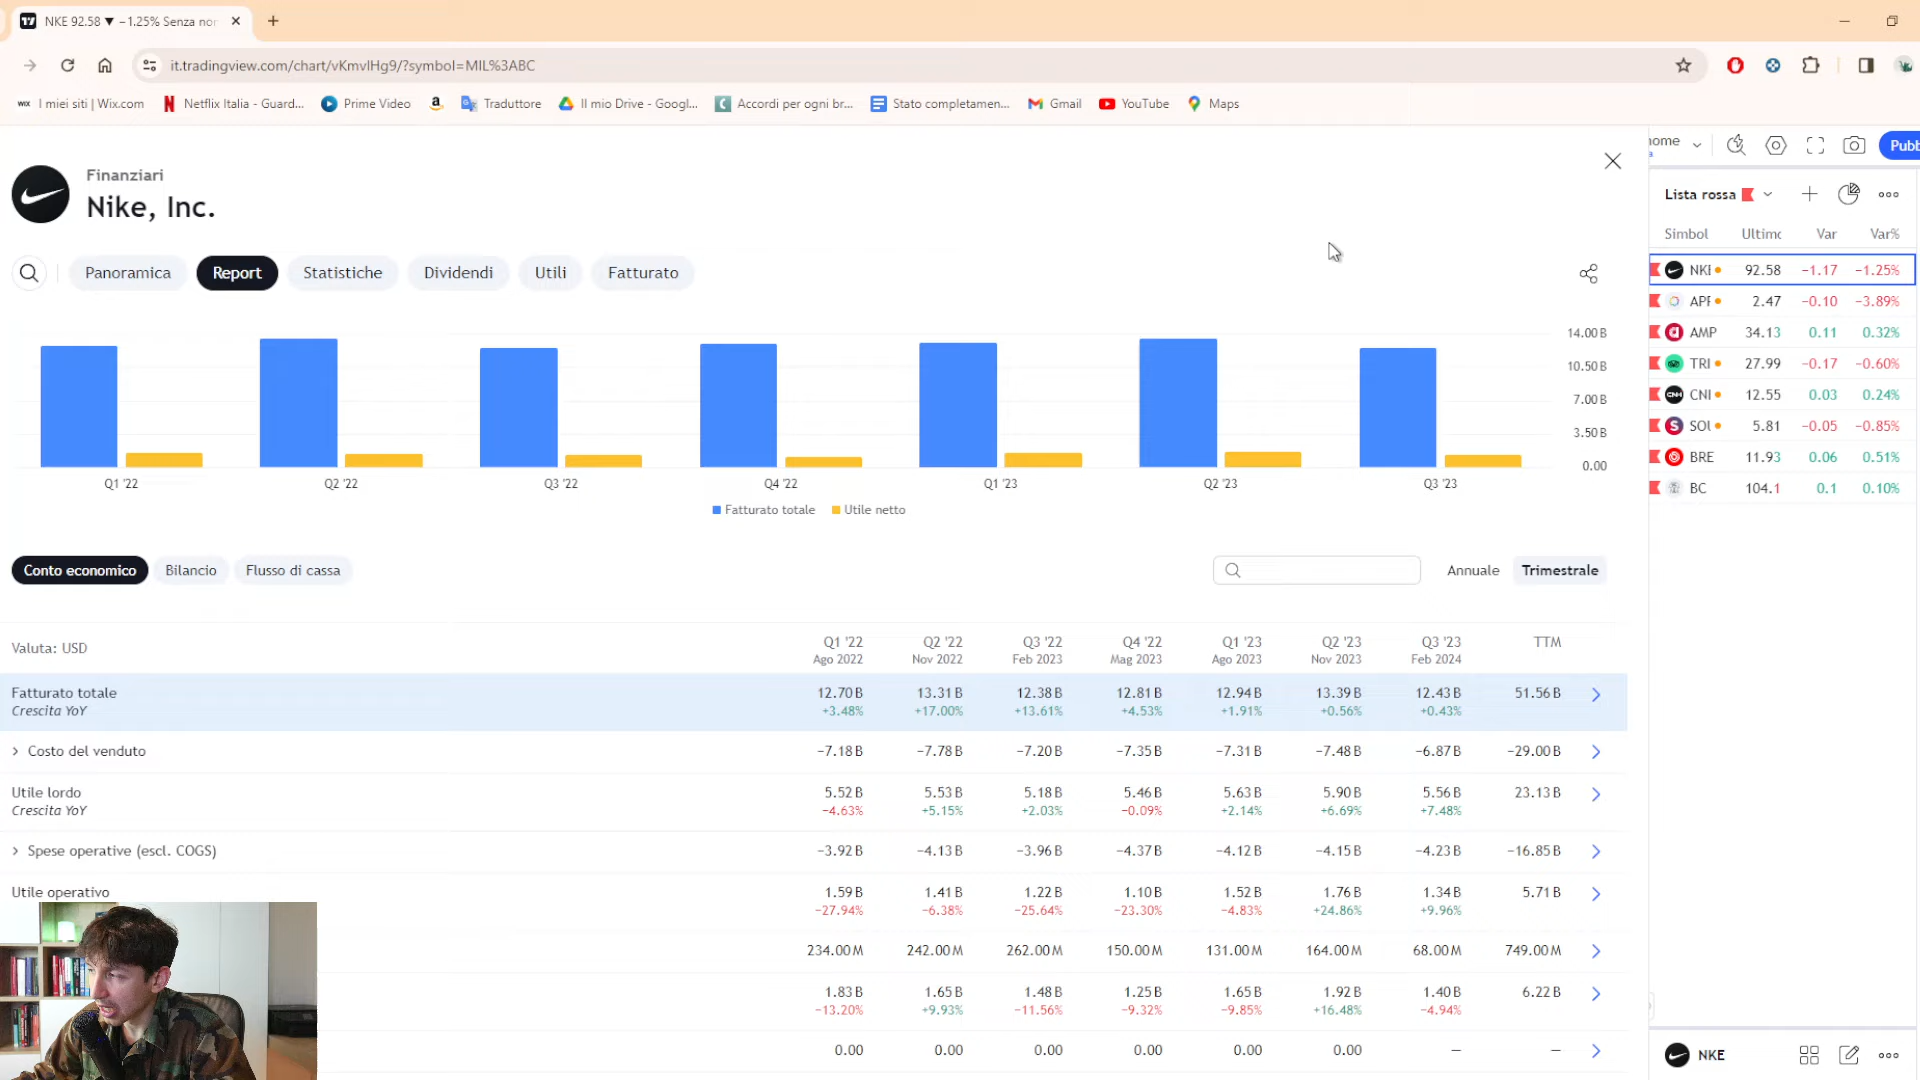 NKE 92.58 ▼ −1.25% Senza nor
it.tradingview.com/chart/vKmvlHg9/?symbol=MIL%3ABC
WIX I miei siti | Wix.com
Netflix Italia - Guard...
Prime Video
Traduttore
Il mio Drive - Googl...
Accordi per ogni br...
Stato completamen...
Gmail
YouTube
Maps
Finanziari
Nike, Inc.
Panoramica
Report
Statistiche
Dividendi
Utili
Fatturato
14.00 B
10.50 B
7.00 B
3.50 B
0.00
Q1 '22 Q2 '22 Q3 '22 Q4 '22 Q1 '23 Q2 '23 Q3 '23
Fatturato totale Utile netto
Conto economico Bilancio Flusso di cassa
Annuale Trimestrale
Valuta: USD
Q1 '22 Q2 '22 Q3 '22 Q4 '22 Q1 '23 Q2 '23 Q3 '23 TTM
Ago 2022 Nov 2022 Feb 2023 Mag 2023 Ago 2023 Nov 2023 Feb 2024
Fatturato totale 12.70 B 13.31 B 12.38 B 12.81 B 12.94 B 13.39 B 12.43 B 51.56 B
Crescita YoY +3.48% +17.00% +13.61% +4.53% +1.91% +0.56% +0.43%
Costo del venduto −7.18 B −7.78 B −7.20 B −7.35 B −7.31 B −7.48 B −6.87 B −29.00 B
Utile lordo 5.52 B 5.53 B 5.18 B 5.46 B 5.63 B 5.90 B 5.56 B 23.13 B
Crescita YoY −4.63% +5.15% +2.03% −0.09% +2.14% +6.69% +7.48%
Spese operative (escl. COGS) −3.92 B −4.13 B −3.96 B −4.37 B −4.12 B −4.15 B −4.23 B −16.85 B
Utile operativo 1.59 B 1.41 B 1.22 B 1.10 B 1.52 B 1.76 B 1.34 B 5.71 B
−27.94% −6.38% −25.64% −23.30% −4.83% +24.86% +9.96%
234.00 M 242.00 M 262.00 M 150.00 M 131.00 M 164.00 M 68.00 M 749.00 M
1.83 B 1.65 B 1.48 B 1.25 B 1.65 B 1.92 B 1.40 B 6.22 B
−13.20% +9.93% −11.56% −9.32% −9.85% +16.48% −4.94%
0.00 0.00 0.00 0.00 0.00 0.00 — —
Pubb
Lista rossa
Simbol Ultimo Var Var%
NKE 92.58 −1.17 −1.25%
APF 2.47 −0.10 −3.89%
AMP 34.13 0.11 0.32%
TRI 27.99 −0.17 −0.60%
CNH CNI 12.55 0.03 0.24%
SOU 5.81 −0.05 −0.85%
BRE 11.93 0.06 0.51%
BC 104.1 0.1 0.10%
NKE